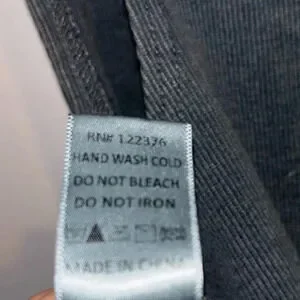 RN# 122376
HAND WASH COLD
DO NOT BLEACH
DO NOT IRON
MADE IN CHINA